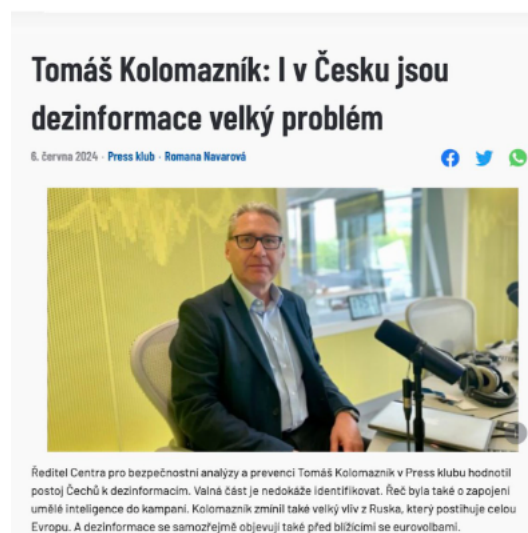 Tomáš Kolomazník: I v Česku jsou
dezinformace velký problém
6. června 2024 · Press klub · Romana Navarová
Ředitel Centra pro bezpečnostní analýzy a prevenci Tomáš Kolomazník v Press klubu hodnotil
postoj Čechů k dezinformacím. Valná část je nedokáže identifikovat. Řeč byla také o zapojení
umělé inteligence do kampaní. Kolomazník zmínil také velký vliv z Ruska, který postihuje celou
Evropu. A dezinformace se samozřejmě objevují také před blížícími se eurovolbami.